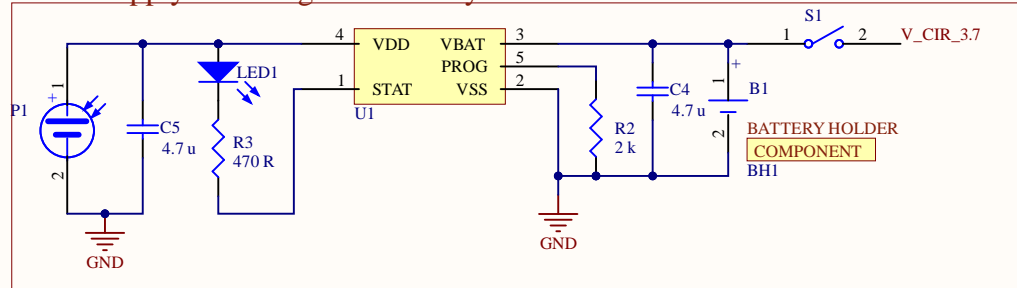 S1
4 VDD VBAT 3 1 2 V_CIR_3.7
PROG 5
1 STAT VSS 2
U1
LED1
P1 + 1
2
C5
4.7 u
R3
470 R
R2
2 k
C4
4.7 u
+
1 B1
2
BATTERY HOLDER
COMPONENT
BH1
GND
GND